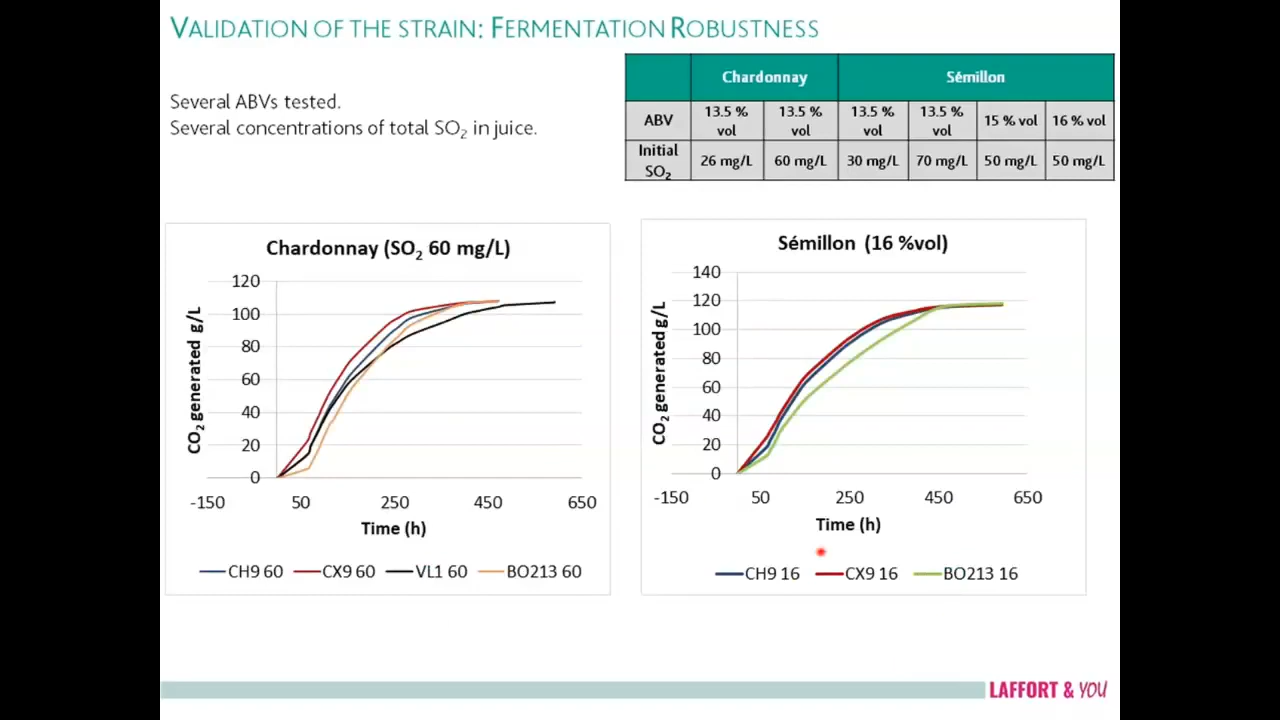 VALIDATION OF THE STRAIN: FERMENTATION ROBUSTNESS
Several ABVs tested.
Several concentrations of total SO2 in juice.
Chardonnay Sémillon
ABV 13.5 % vol 13.5 % vol 13.5 % vol 13.5 % vol 15 % vol 16 % vol
Initial SO2 26 mg/L 60 mg/L 30 mg/L 70 mg/L 50 mg/L 50 mg/L
Chardonnay (SO2 60 mg/L)
CO2 generated g/L
120
100
80
60
40
20
0
-150 50 250 450 650
Time (h)
CH9 60 CX9 60 VL1 60 BO213 60
Sémillon (16 %vol)
CO2 generated g/L
140
120
100
80
60
40
20
0
-150 50 250 450 650
Time (h)
CH9 16 CX9 16 BO213 16
LAFFORT & YOU